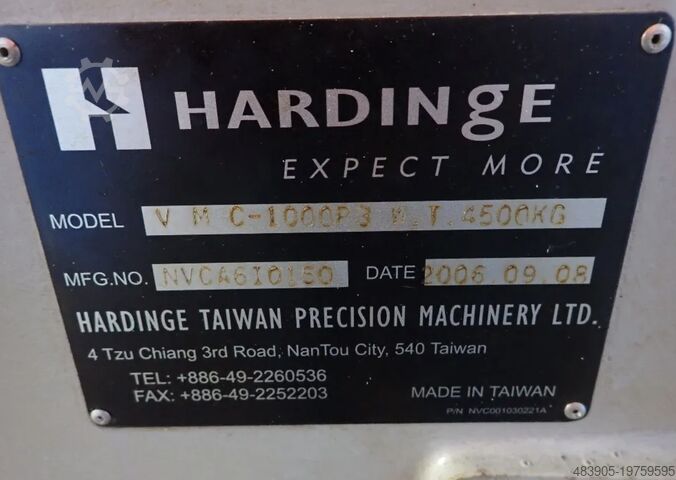 HARDINGE
EXPECT MORE
MODEL V M C-1000P3 W.T.4500KG
MFG.NO. NVCA6I0150 DATE 2006.09.08
HARDINGE TAIWAN PRECISION MACHINERY LTD.
4 Tzu Chiang 3rd Road, NanTou City, 540 Taiwan
TEL: +886-49-2260536
FAX: +886-49-2252203
MADE IN TAIWAN
P/N NVC001030221A
483905-19759595